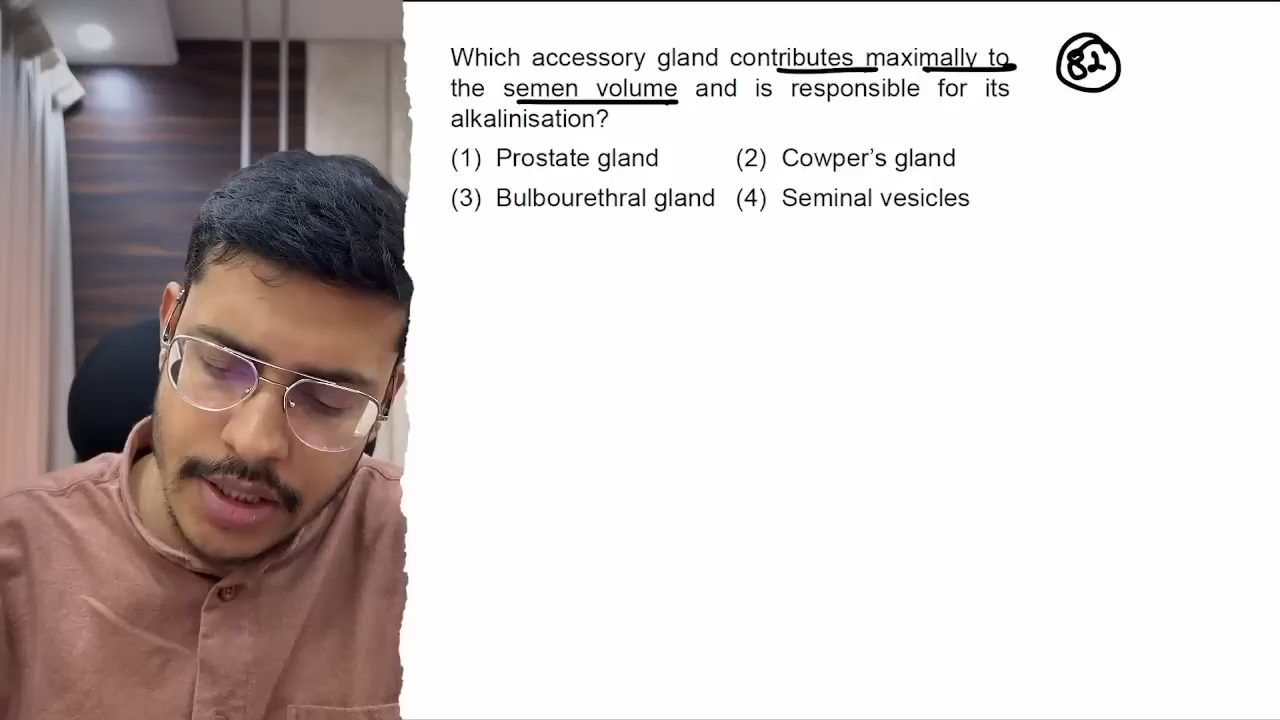 Which accessory gland contributes maximally to
the semen volume and is responsible for its
alkalinisation?
(1) Prostate gland (2) Cowper's gland
(3) Bulbourethral gland (4) Seminal vesicles
82